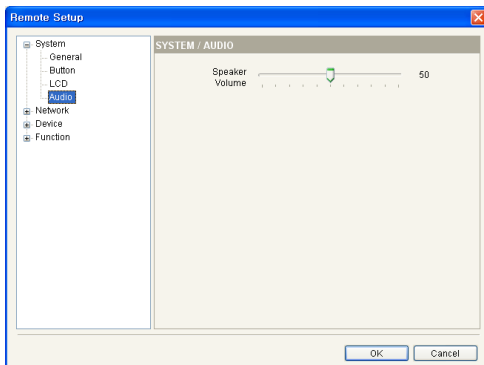 Remote Setup
System
General
Button
LCD
Audio
Network
Device
Function
SYSTEM / AUDIO
Speaker
Volume
50
OK
Cancel